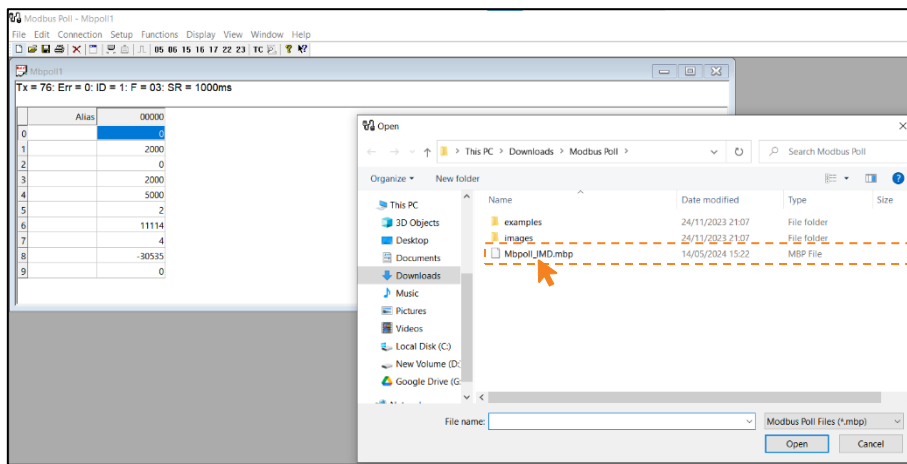 Modbus Poll - Mbpoll1
File Edit Connection Setup Functions Display View Window Help
05 06 15 16 17 22 23 TC
Mbpoll1
Tx = 76: Err = 0: ID = 1: F = 03: SR = 1000ms
Alias 00000
0 0
1 2000
2 0
3 2000
4 5000
5 2
6 11114
7 4
8 -30535
9 0
Open
This PC > Downloads > Modbus Poll >
Search Modbus Poll
Organize New folder
Name Date modified Type Size
This PC
3D Objects
Desktop
Documents
Downloads
Music
Pictures
Videos
Local Disk (C:)
New Volume (D:
Google Drive (G:
examples 24/11/2023 21:07 File folder
images 24/11/2023 21:07 File folder
Mbpoll_IMD.mbp 14/05/2024 15:22 MBP File
File name:
Modbus Poll Files (*.mbp)
Open Cancel